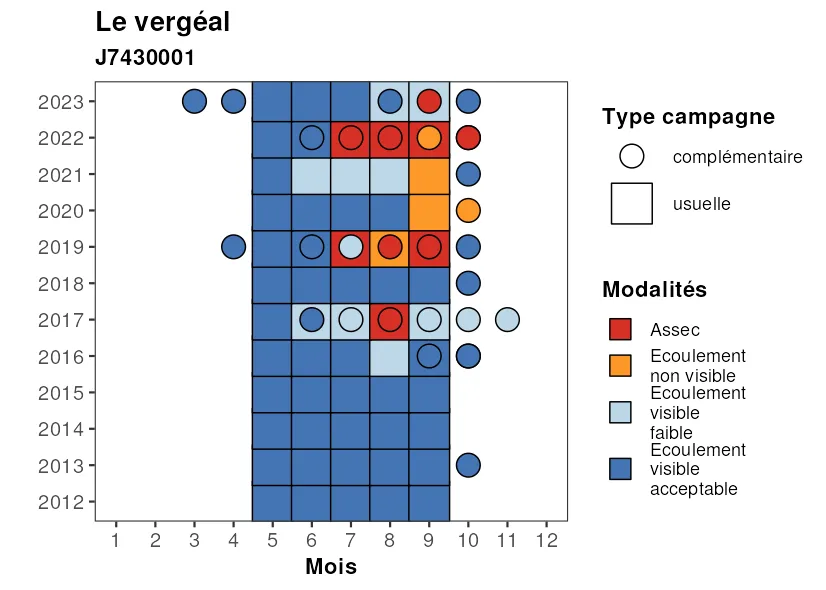 Le vergéal
J7430001
2023
2022
2021
2020
2019
2018
2017
2016
2015
2014
2013
2012
1 2 3 4 5 6 7 8 9 10 11 12
Mois
Type campagne
complémentaire
usuelle
Modalités
Assec
Ecoulement
non visible
Ecoulement
visible
faible
Ecoulement
visible
acceptable